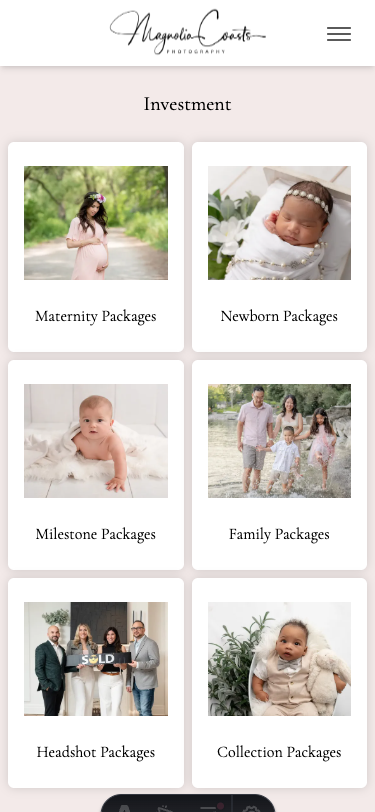 Magnolia Coasts
PHOTOGRAPHY
Investment
Maternity Packages
Newborn Packages
Milestone Packages
Family Packages
SOLD
Headshot Packages
Collection Packages